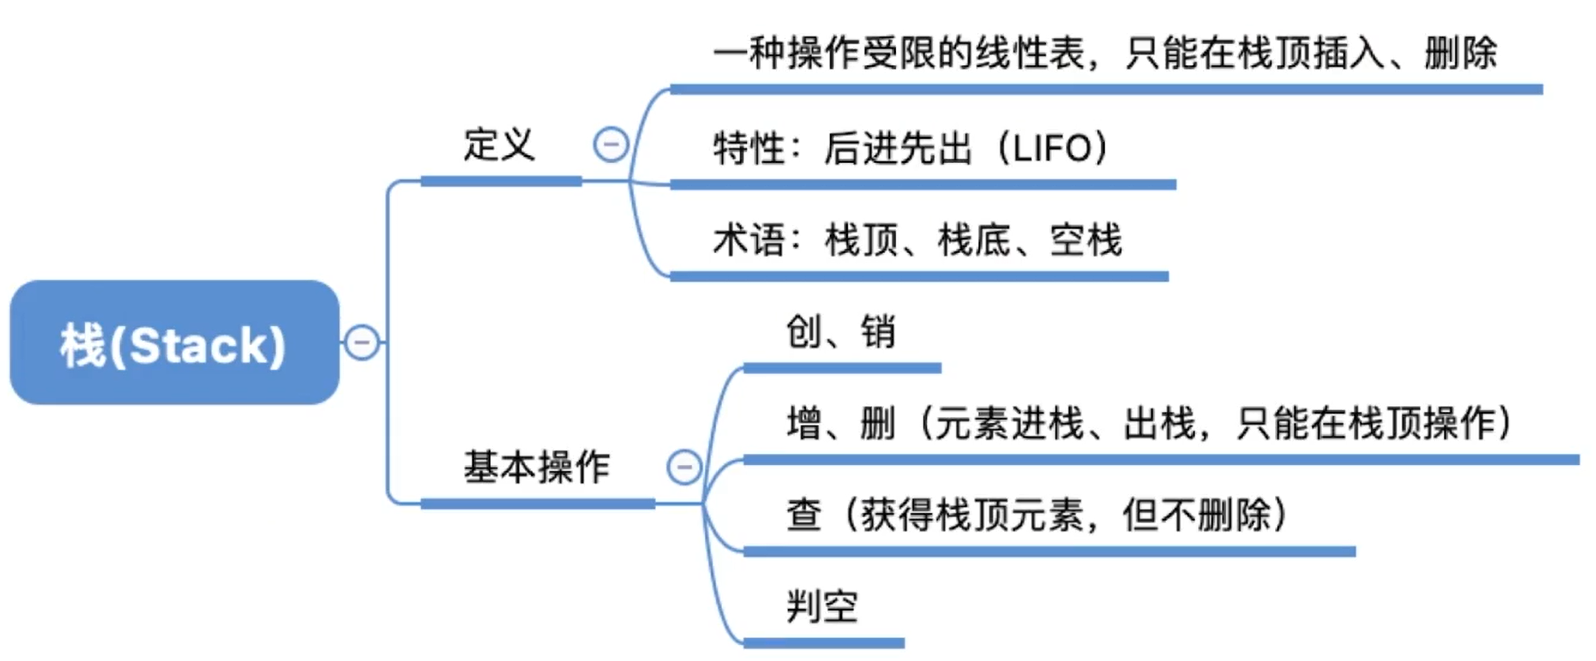 栈(Stack)
定义
一种操作受限的线性表，只能在栈顶插入、删除
特性：后进先出（LIFO）
术语：栈顶、栈底、空栈
基本操作
创、销
增、删（元素进栈、出栈，只能在栈顶操作）
查（获得栈顶元素，但不删除）
判空